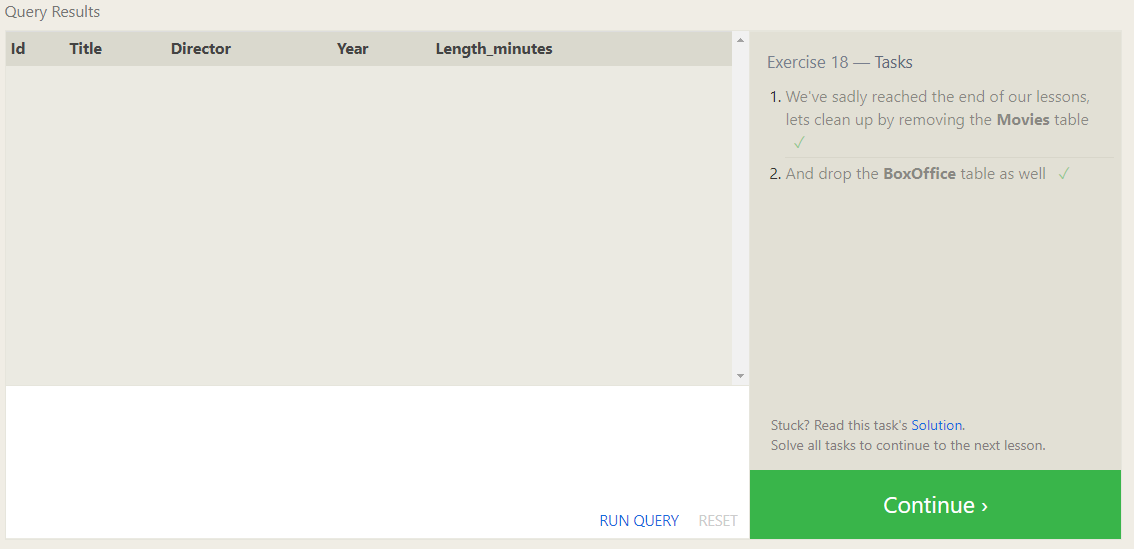 Query Results
Id Title Director Year Length_minutes
Exercise 18 — Tasks
1. We've sadly reached the end of our lessons,
lets clean up by removing the Movies table
✓
2. And drop the BoxOffice table as well ✓
Stuck? Read this task's Solution.
Solve all tasks to continue to the next lesson.
RUN QUERY RESET
Continue ›